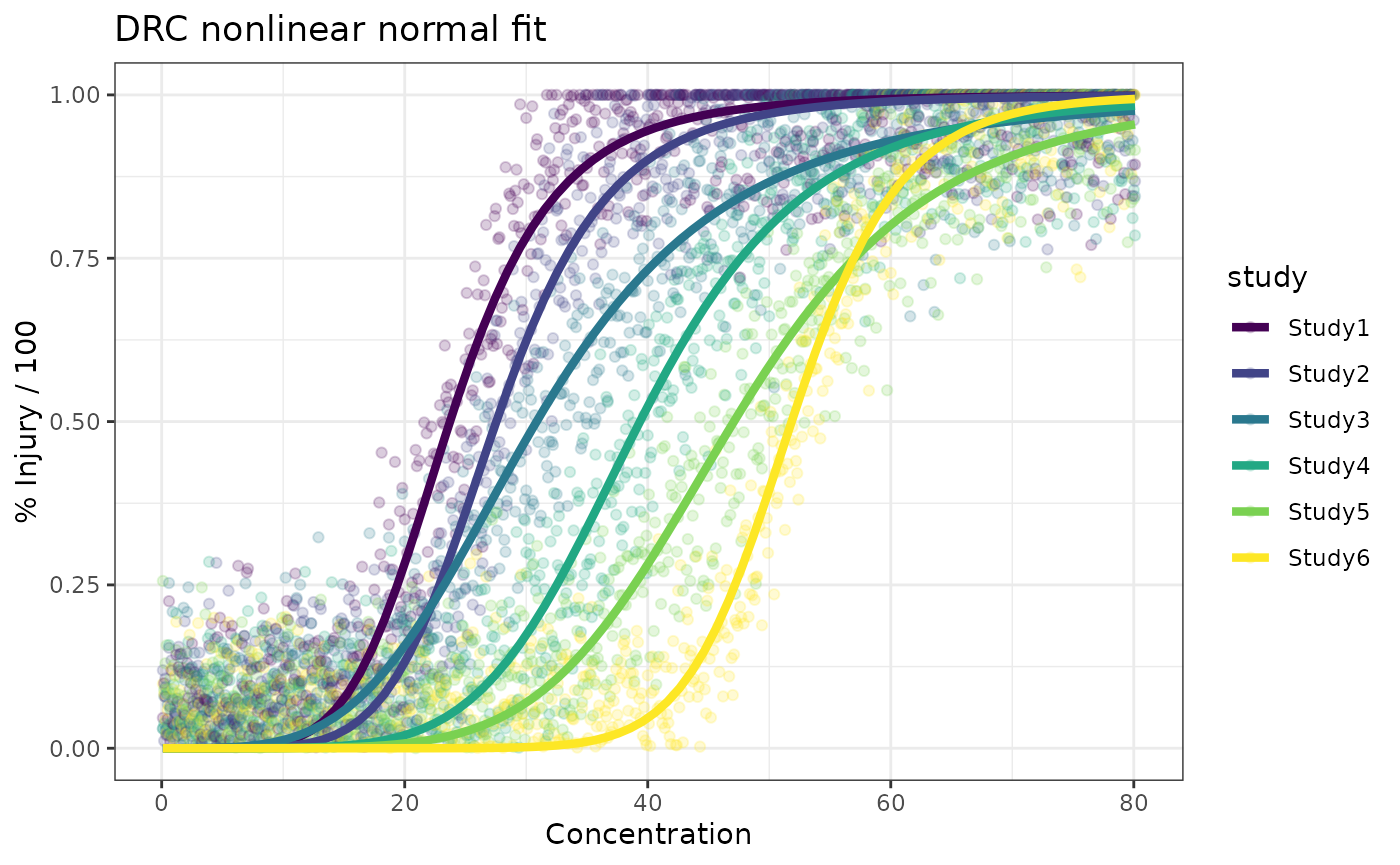 DRC nonlinear normal fit
1.00
0.75
0.50
0.25
0.00
% Injury / 100
0 20 40 60 80
Concentration
study
Study1
Study2
Study3
Study4
Study5
Study6